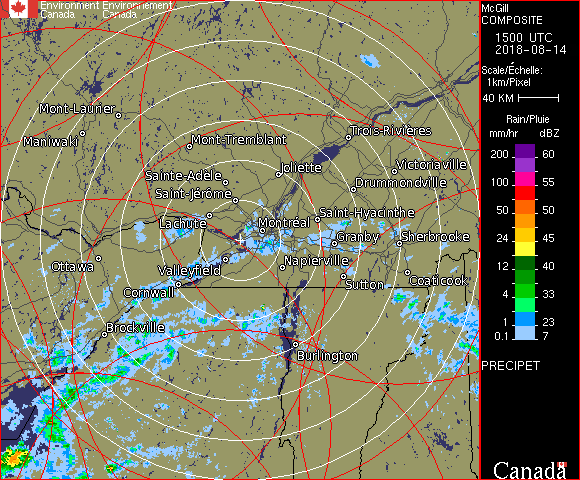 Environment Environnement
Canada Canada
McGill
COMPOSITE
1500 UTC
2018-08-14
Scale/Échelle:
1km/Pixel
40 KM
Rain/Pluie
mm/hr dBZ
200 60
155 57
100 55
50 50
24 45
12 40
4 33
1 23
0.1 7
PRECIPET
Canada
Mont-Laurier
Maniwaki
Mont-Tremblant
Trois-Rivières
Joliette
Victoriaville
Sainte-Adèle
Drummondville
Saint-Jérôme
Saint-Hyacinthe
Lachute
Montréal
Granby
Sherbrooke
Ottawa
Valleyfield
Napierville
Coaticook
Cornwall
Sutton
Brockville
Burlington